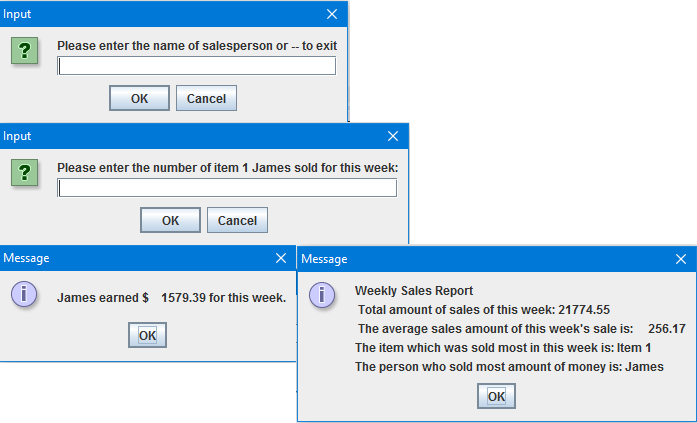 Input
Please enter the name of salesperson or -- to exit
OK Cancel
Input
Please enter the number of item 1 James sold for this week:
OK Cancel
Message
James earned $ 1579.39 for this week.
OK
Message
Weekly Sales Report
Total amount of sales of this week: 21774.55
The average sales amount of this week's sale is: 256.17
The item which was sold most in this week is: Item 1
The person who sold most amount of money is: James
OK